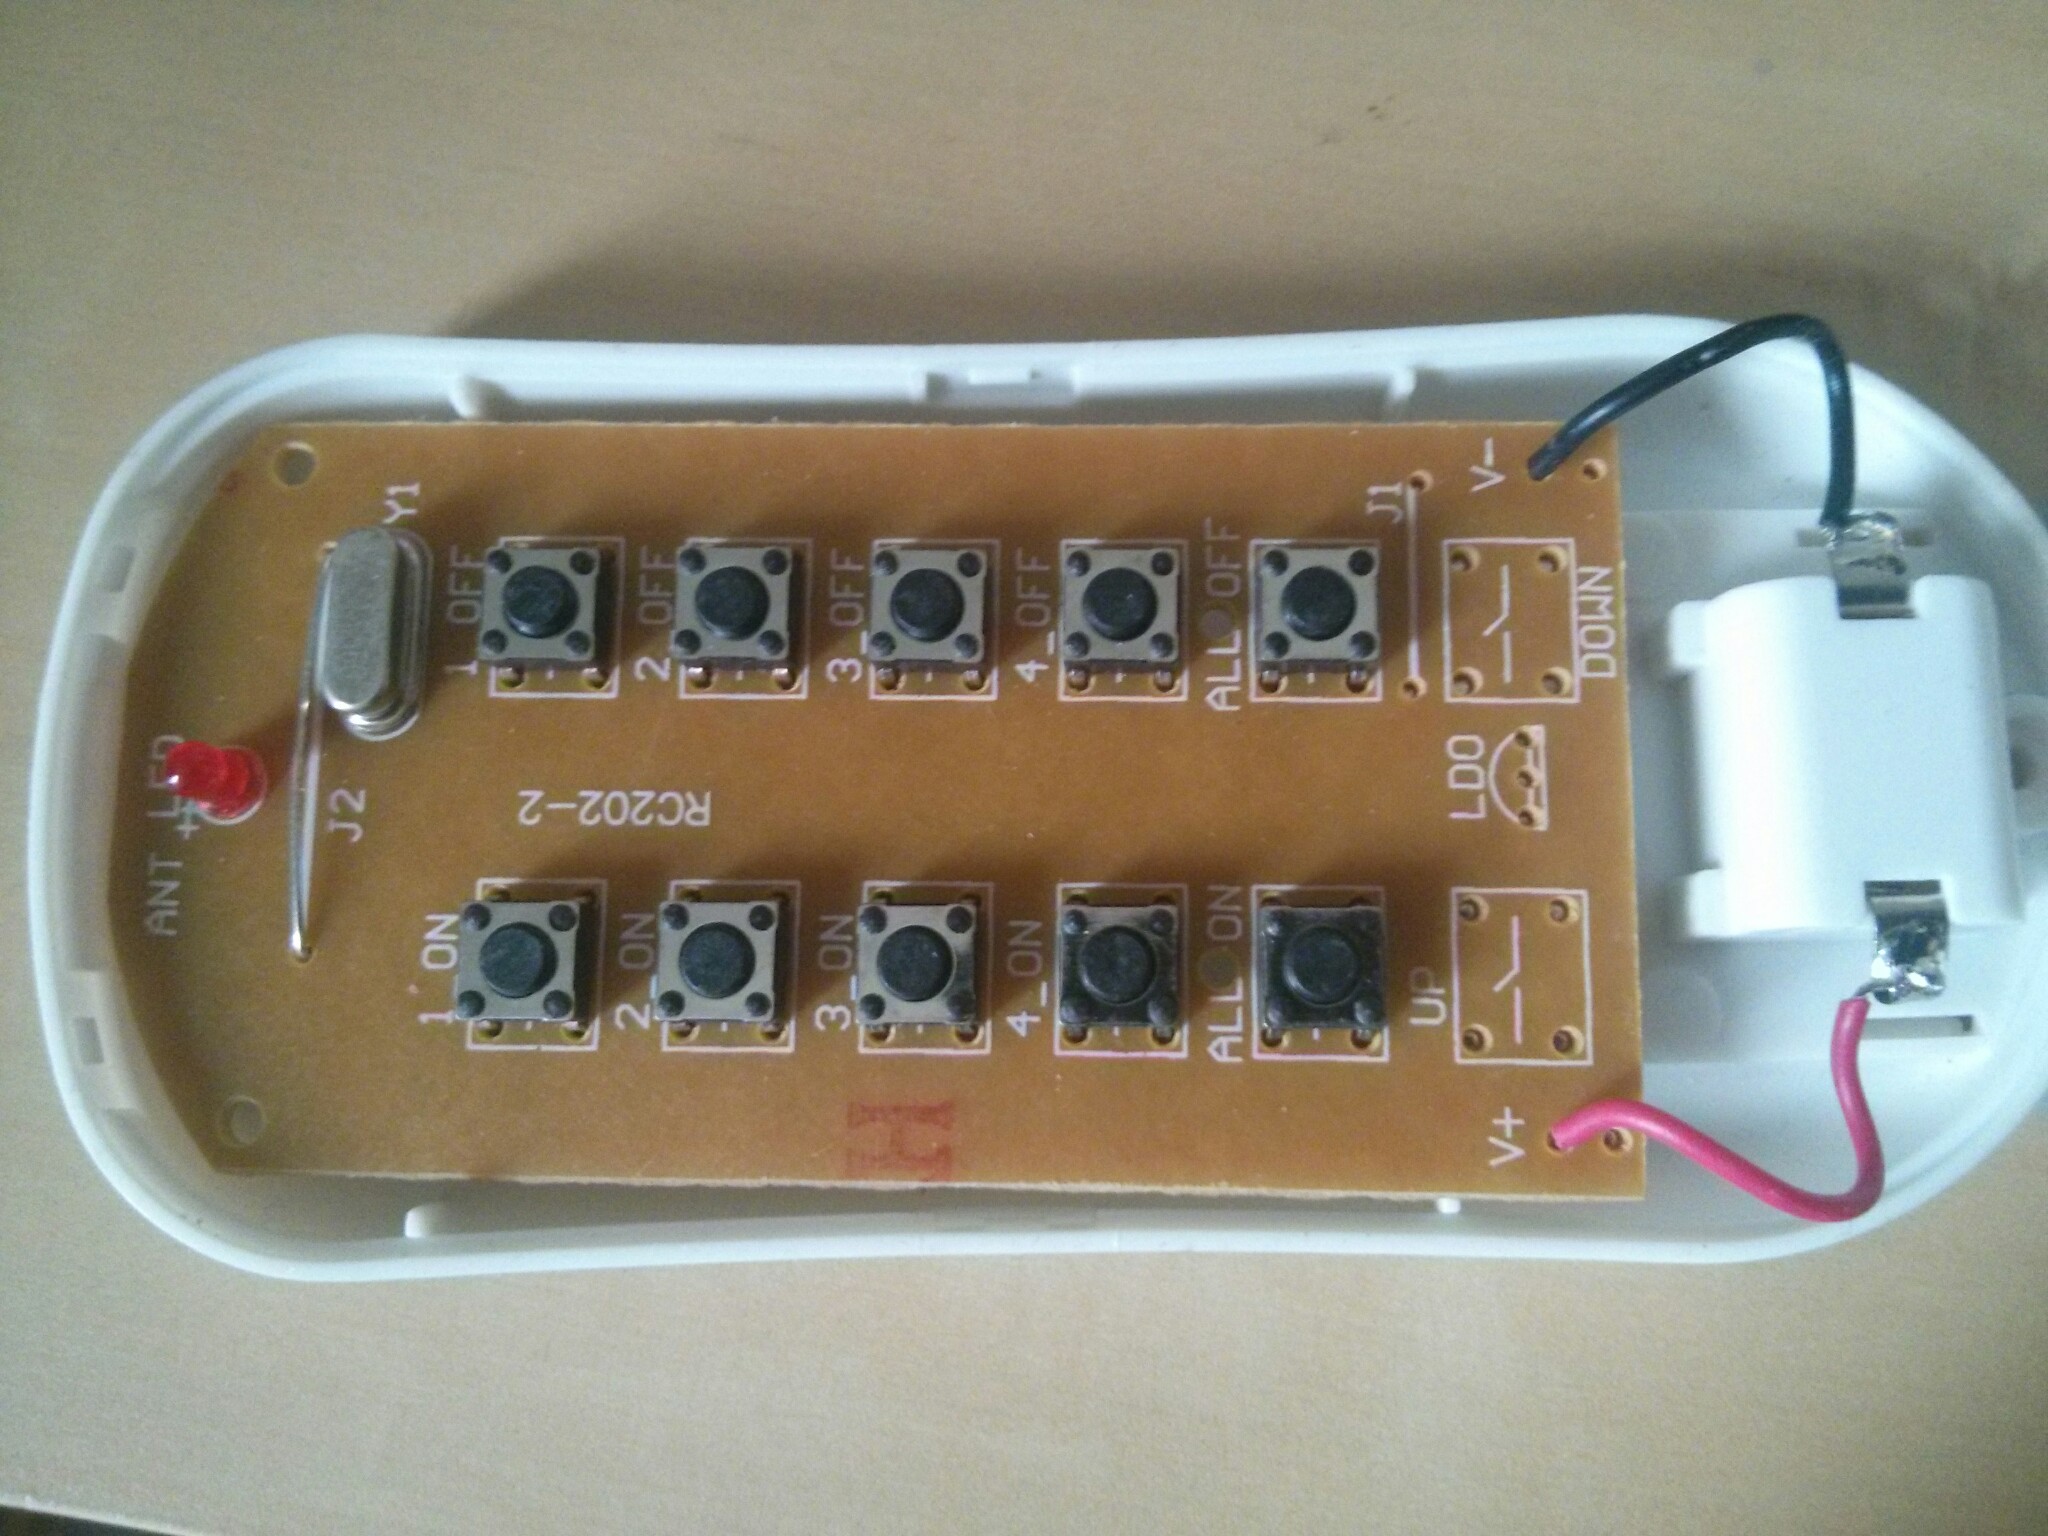 ANT
LED
+
J2
Y1
1_OFF
2_OFF
3_OFF
4_OFF
ALL OFF
J1
V-
DOWN
LDO
RC202-2
1_ON
2_ON
3_ON
4_ON
ALL ON
UP
V+
H